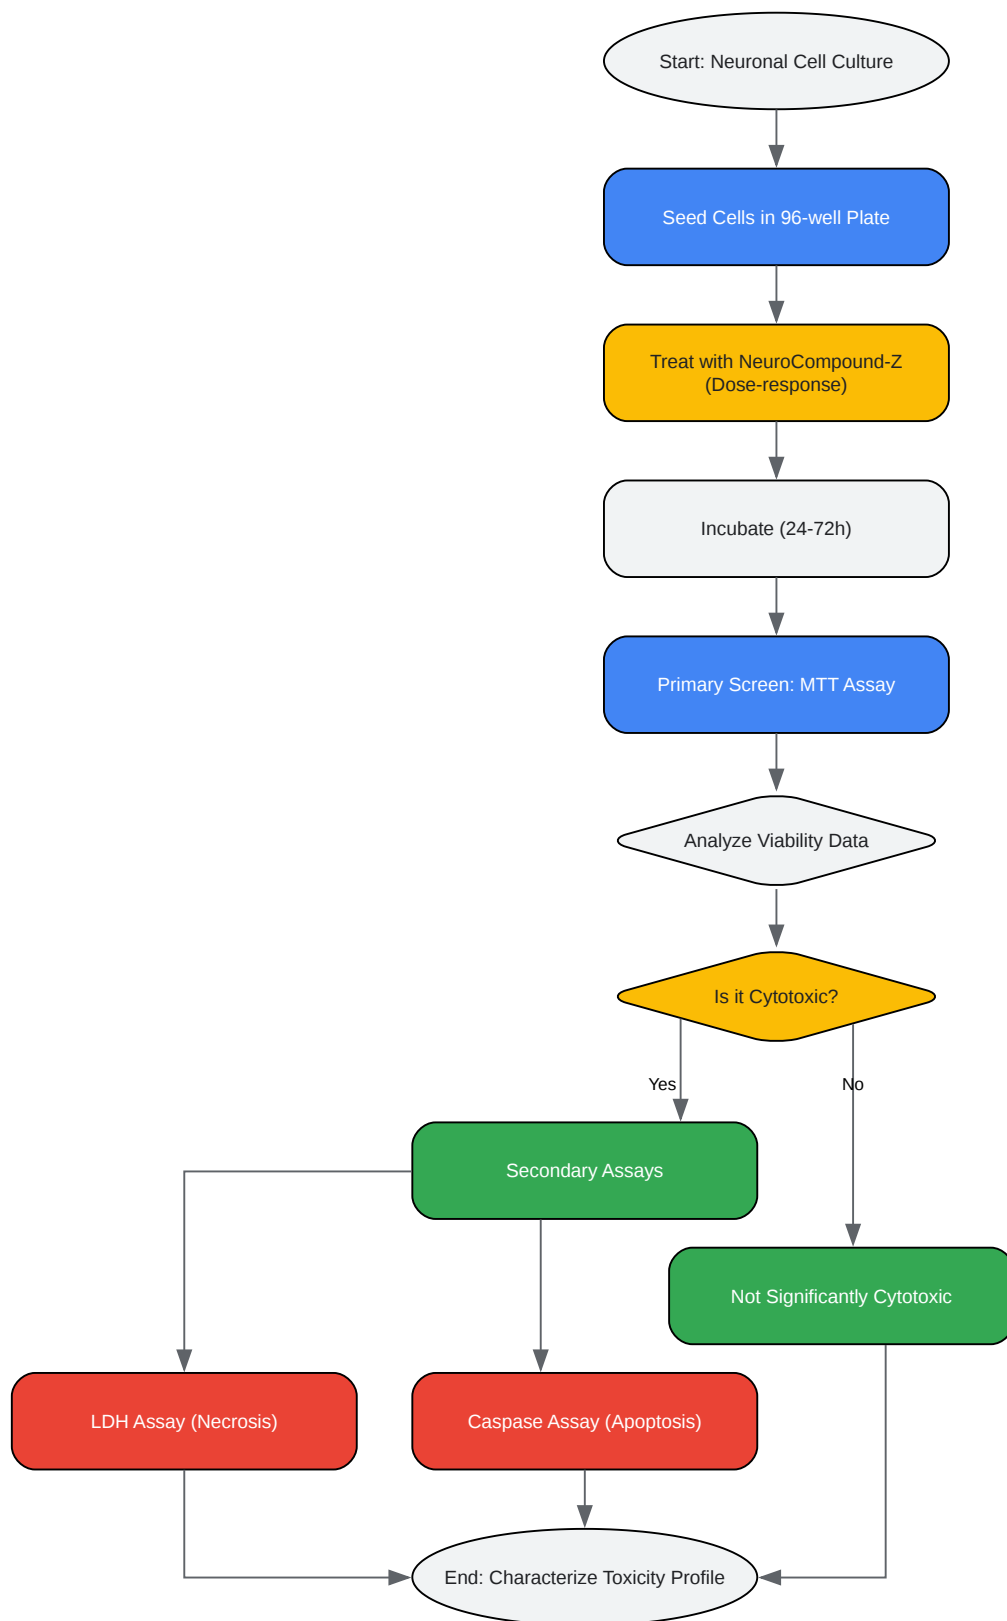 Start: Neuronal Cell Culture
Seed Cells in 96-well Plate
Treat with NeuroCompound-Z
(Dose-response)
Incubate (24-72h)
Primary Screen: MTT Assay
Analyze Viability Data
Is it Cytotoxic?
Yes
No
Secondary Assays
Not Significantly Cytotoxic
LDH Assay (Necrosis)
Caspase Assay (Apoptosis)
End: Characterize Toxicity Profile